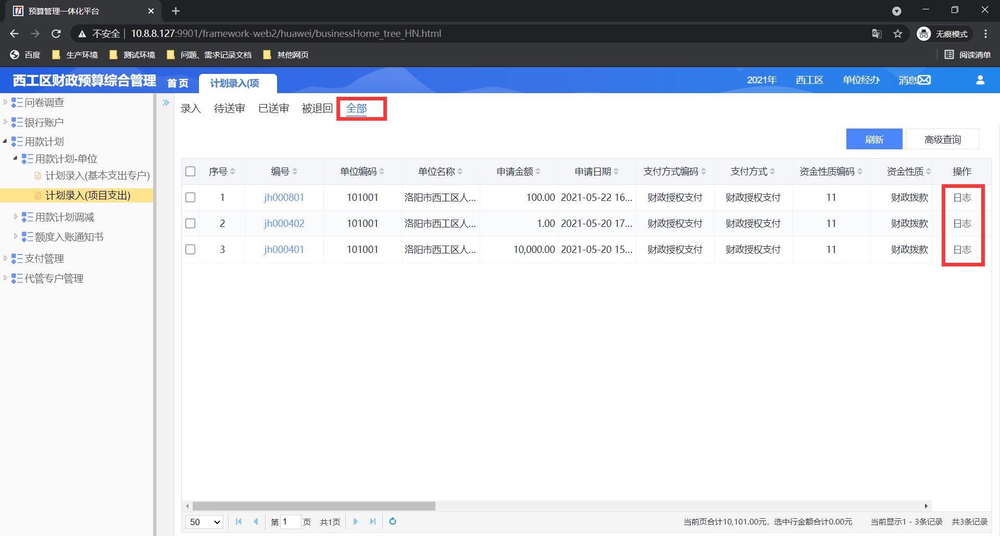 预算管理一体化平台
不安全 10.8.8.127:9901/framework-web2/huawei/businessHome_tree_HN.html 无痕模式
百度 生产环境 测试环境 问题、需求记录文档 其他网页 阅读清单
西工区财政预算综合管理 首页 计划录入(项 2021年 西工区 单位经办 消息
问卷调查
银行账户
用款计划
用款计划-单位
计划录入(基本支出专户)
计划录入(项目支出)
用款计划调减
额度入账通知书
支付管理
代管专户管理
录入 待送审 已送审 被退回 全部
刷新 高级查询
序号 编号 单位编码 单位名称 申请金额 申请日期 支付方式编码 支付方式 资金性质编码 资金性质 操作
1 jh000801 101001 洛阳市西工区人... 100.00 2021-05-22 16... 财政授权支付 财政授权支付 11 财政拨款 日志
2 jh000402 101001 洛阳市西工区人... 1.00 2021-05-20 17... 财政授权支付 财政授权支付 11 财政拨款 日志
3 jh000401 101001 洛阳市西工区人... 10,000.00 2021-05-20 15... 财政授权支付 财政授权支付 11 财政拨款 日志
50 第 1 页 共1页 当前页合计10,101.00元，选中行金额合计0.00元 当前显示1 - 3条记录 共3条记录